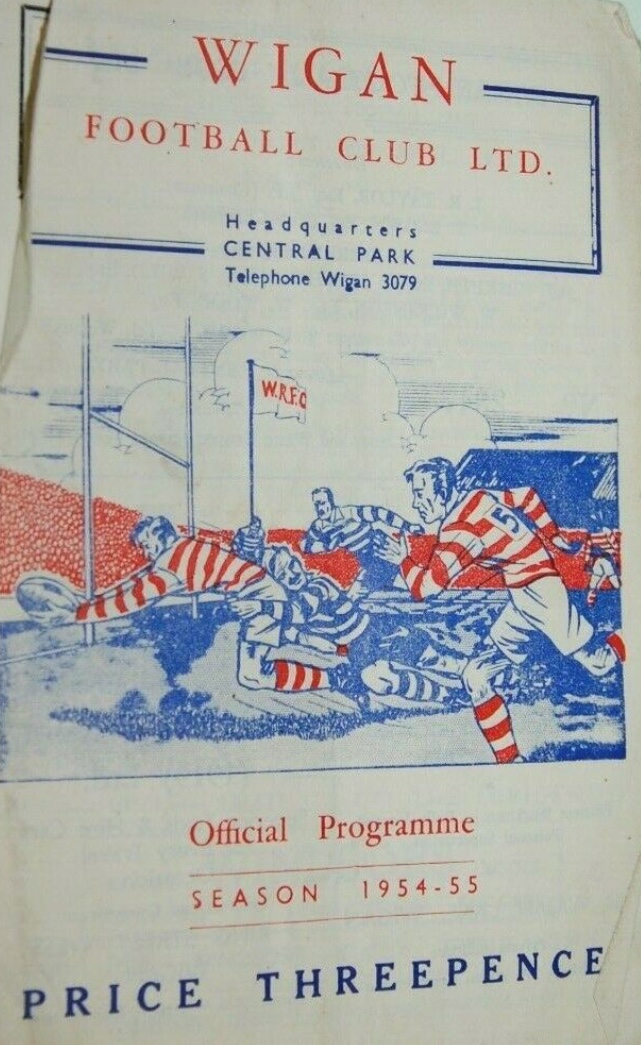 WIGAN
FOOTBALL CLUB LTD.
Headquarters
CENTRAL PARK
Telephone Wigan 3079
W.R.F.C
5
Official Programme
SEASON 1954-55
PRICE THREEPENCE